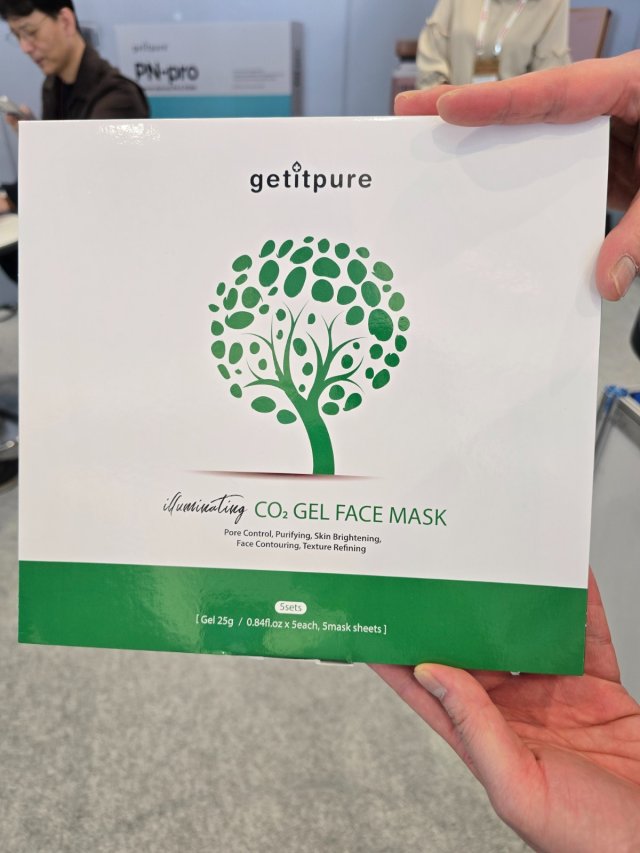 getitpure
PN-pro
getitpure
illuminating CO₂ GEL FACE MASK
Pore Control, Purifying, Skin Brightening,
Face Contouring, Texture Refining
5sets
[ Gel 25g / 0.84fl.oz x 5each, 5mask sheets ]